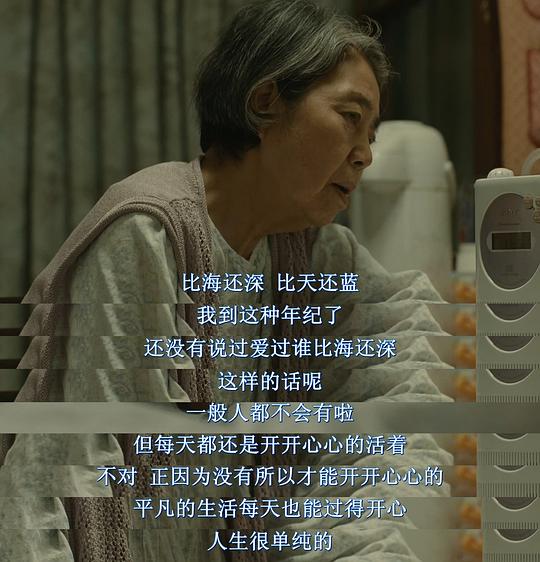 比海还深 比天还蓝
我到这种年纪了
还没有说过爱过谁比海还深
这样的话呢
一般人都不会有啦
但每天都还是开开心心的活着
不对 正因为没有所以才能开开心心的
平凡的生活每天也能过得开心
人生很单纯的